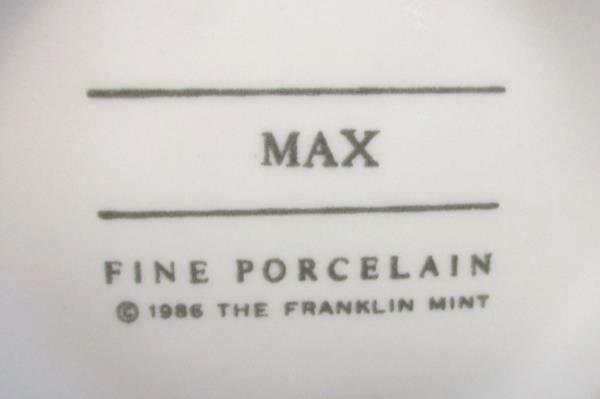 MAX
FINE PORCELAIN
© 1986 THE FRANKLIN MINT